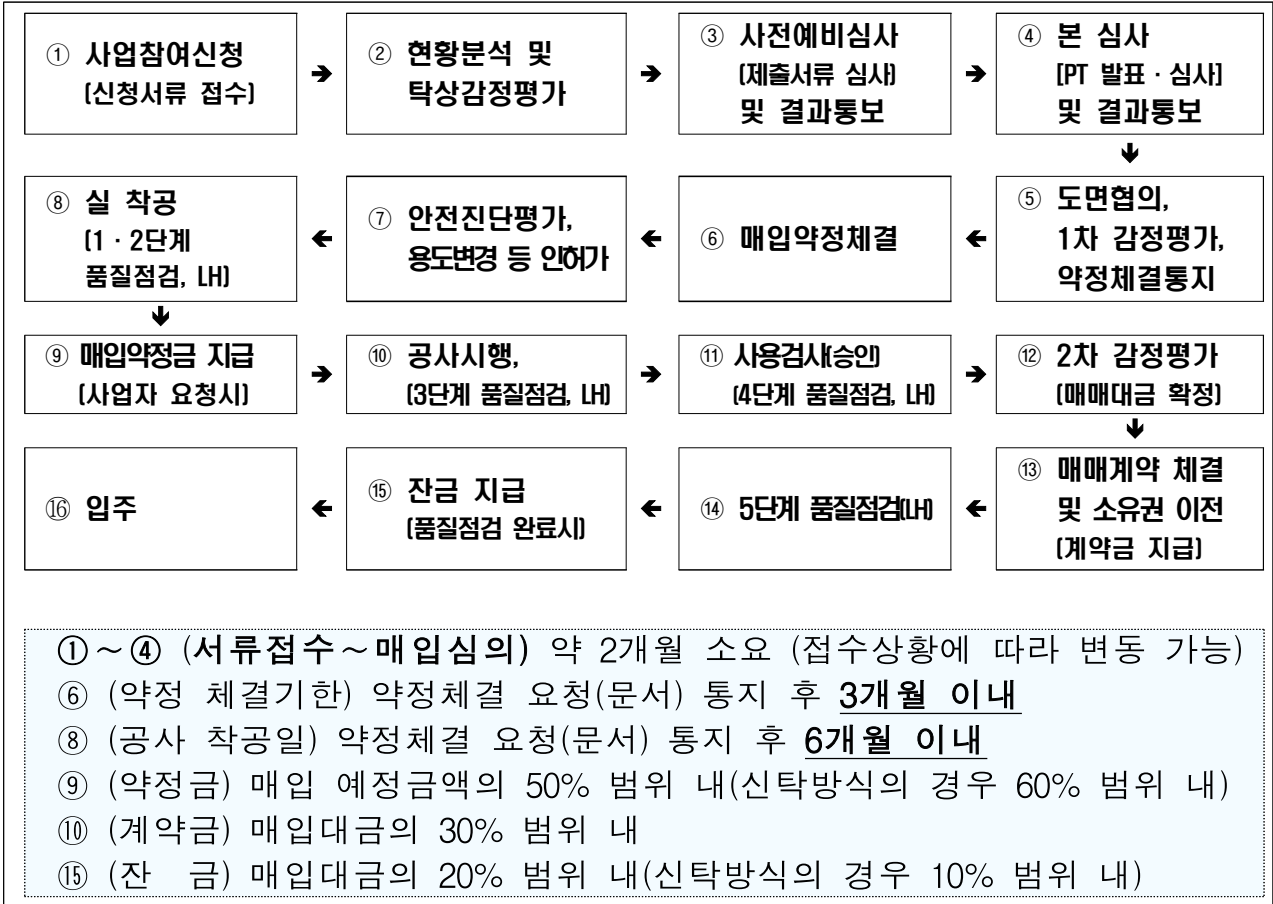 ① 사업참여신청
(신청서류 접수)
➔
② 현황분석 및
탁상감정평가
➔
③ 사전예비심사
(제출서류 심사)
및 결과통보
➔
④ 본 심사
[PT 발표·심사]
및 결과통보
⑤ 도면협의,
1차 감정평가,
약정체결통지
⑥ 매입약정체결
⑦ 안전진단평가,
용도변경 등 인허가
⑧ 실 착공
(1·2단계
품질점검, LH)
⑨ 매입약정금 지급
(사업자 요청시)
⑩ 공사시행,
(3단계 품질점검, LH)
⑪ 사용검사(승인)
(4단계 품질점검, LH)
⑫ 2차 감정평가
(매매대금 확정)
⑬ 매매계약 체결
및 소유권 이전
(계약금 지급)
⑭ 5단계 품질점검(LH)
⑮ 잔금 지급
(품질점검 완료시)
⑯ 입주
①~④ (서류접수~매입심의) 약 2개월 소요 (접수상황에 따라 변동 가능)
⑥ (약정 체결기한) 약정체결 요청(문서) 통지 후 3개월 이내
⑧ (공사 착공일) 약정체결 요청(문서) 통지 후 6개월 이내
⑨ (약정금) 매입 예정금액의 50% 범위 내(신탁방식의 경우 60% 범위 내)
⑩ (계약금) 매입대금의 30% 범위 내
⑮ (잔 금) 매입대금의 20% 범위 내(신탁방식의 경우 10% 범위 내)